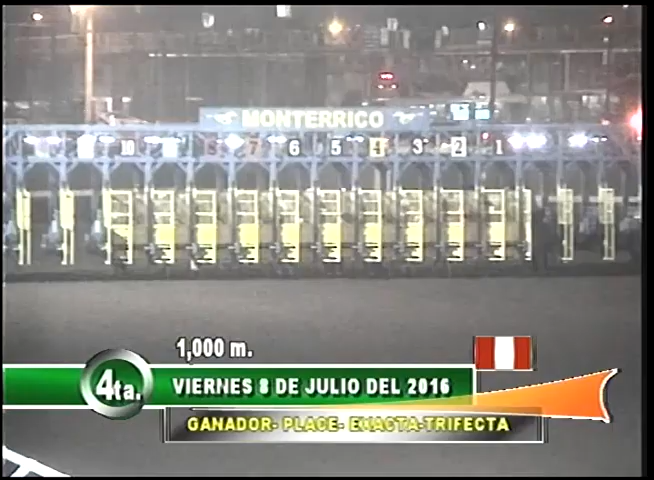 MONTERRICO
10 7 6 5 4 3 2 1
1,000 m.
4ta.
VIERNES 8 DE JULIO DEL 2016
GANADOR- PLACE- EXACTA-TRIFECTA